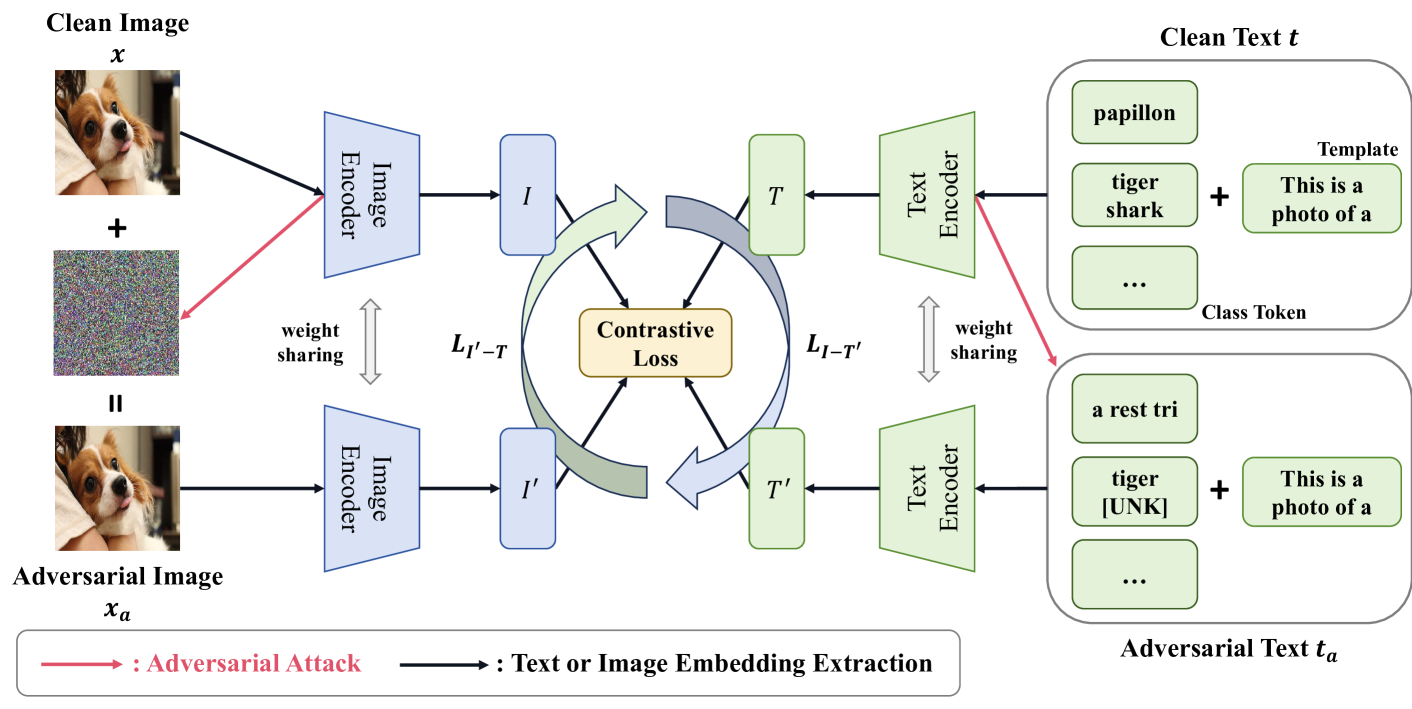 Clean Image
x
+
=
Adversarial Image
xₐ
Image
Encoder
weight
sharing
Image
Encoder
I
I′
L_{I′−T}
Contrastive
Loss
L_{I−T′}
T
T′
Text
Encoder
weight
sharing
Text
Encoder
Clean Text t
papillon
tiger
shark
...
Class Token
+
Template
This is a
photo of a
a rest tri
tiger
[UNK]
...
+
This is a
photo of a
Adversarial Text tₐ
: Adversarial Attack
: Text or Image Embedding Extraction